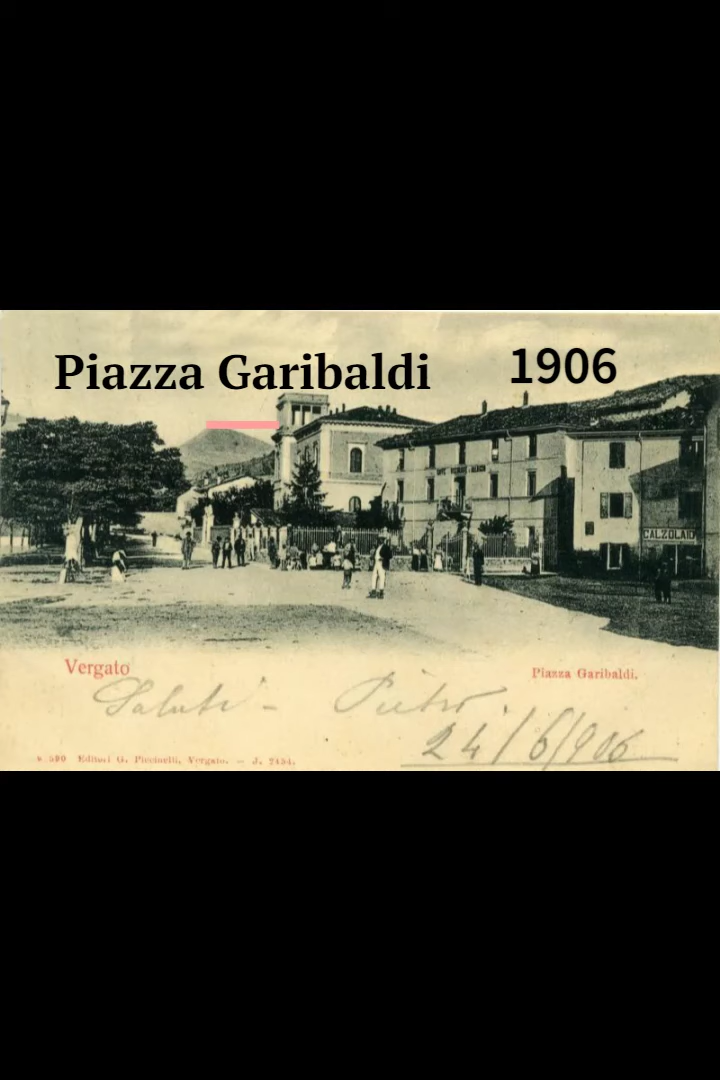 Piazza Garibaldi
1906
CALZOLAIO
Vergato
Piazza Garibaldi.
Saluti - Pietro.
24/6/906
Editori G. Piccinelli, Vergato. — J.